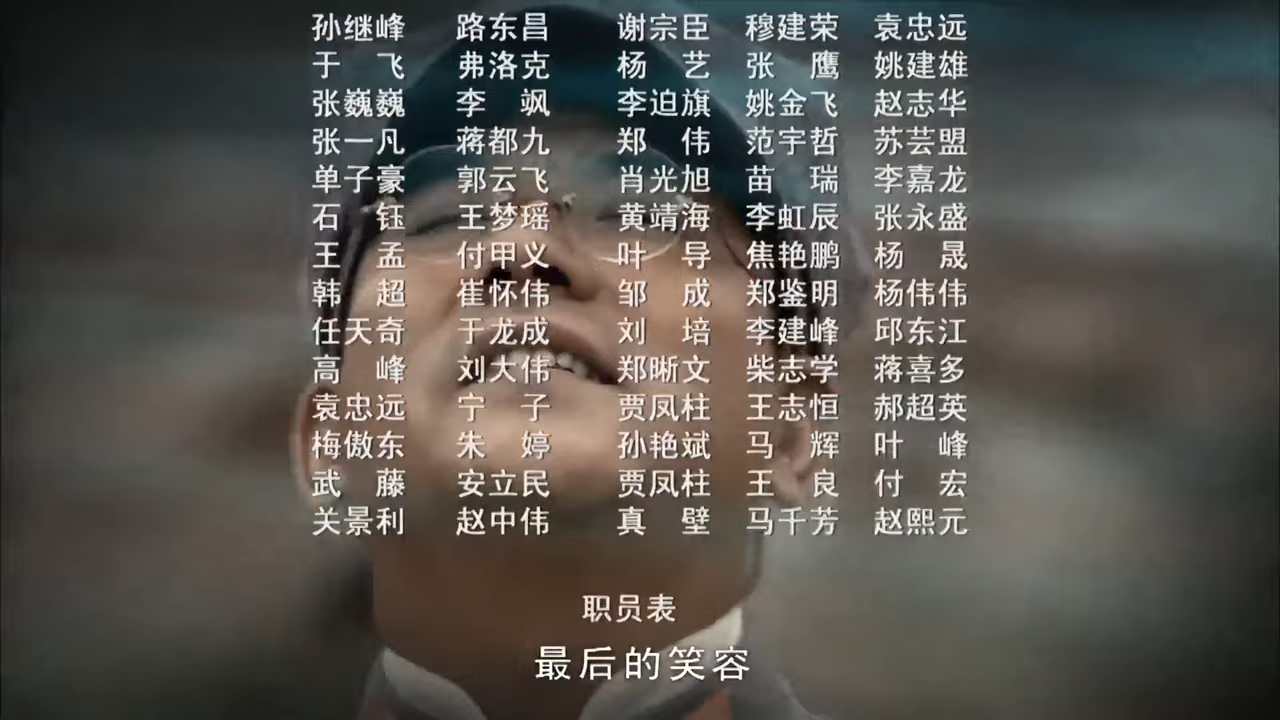 孙继峰 路东昌 谢宗臣 穆建荣 袁忠远
于飞 弗洛克 杨艺 张鹰 姚建雄
张巍巍 李飒 李迫旗 姚金飞 赵志华
张一凡 蒋都九 郑伟 范宇哲 苏芸盟
单子豪 郭云飞 肖光旭 苗瑞 李嘉龙
石钰 王梦瑶 黄靖海 李虹辰 张永盛
王孟 付甲义 叶导 焦艳鹏 杨晟
韩超 崔怀伟 邹成 郑鉴明 杨伟伟
任天奇 于龙成 刘培 李建峰 邱东江
高峰 刘大伟 郑晰文 柴志学 蒋喜多
袁忠远 宁子 贾凤柱 王志恒 郝超英
梅傲东 朱婷 孙艳斌 马辉 叶峰
武藤 安立民 贾凤柱 王良 付宏
关景利 赵中伟 真壁 马千芳 赵熙元
职员表
最后的笑容